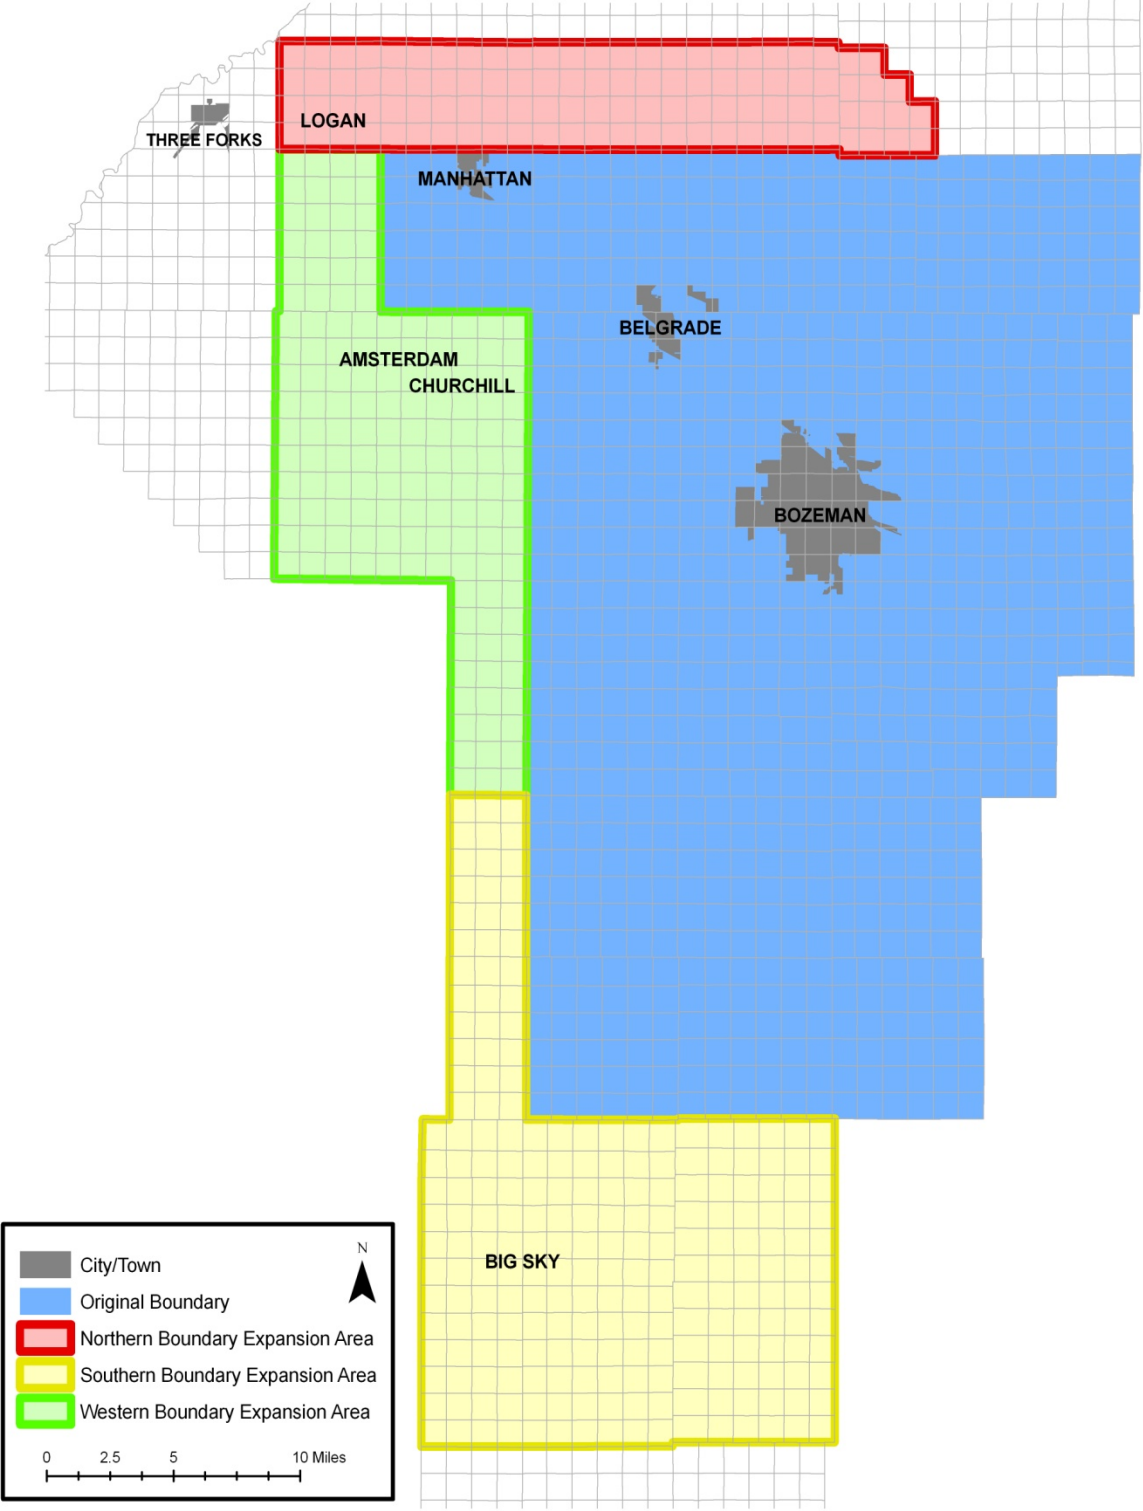 LOGAN
THREE FORKS
MANHATTAN
BELGRADE
AMSTERDAM
CHURCHILL
BOZEMAN
BIG SKY
N
City/Town
Original Boundary
Northern Boundary Expansion Area
Southern Boundary Expansion Area
Western Boundary Expansion Area
0 2.5 5 10 Miles